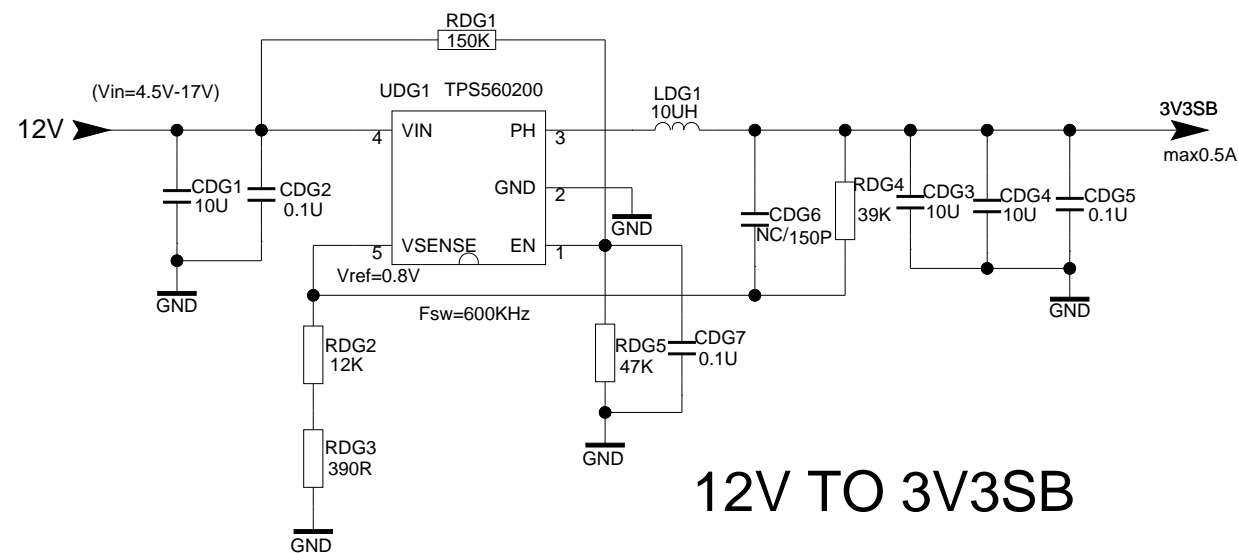 RDG1
150K
(Vin=4.5V-17V)
UDG1 TPS560200
LDG1
10UH
12V
3V3SB
max0.5A
4 VIN PH 3
GND 2
GND
5 VSENSE EN 1
Vref=0.8V
Fsw=600KHz
CDG1
10U
CDG2
0.1U
GND
CDG6
NC/150P
RDG4
39K
CDG3
10U
CDG4
10U
CDG5
0.1U
GND
RDG2
12K
RDG3
390R
GND
RDG5
47K
CDG7
0.1U
GND
12V TO 3V3SB